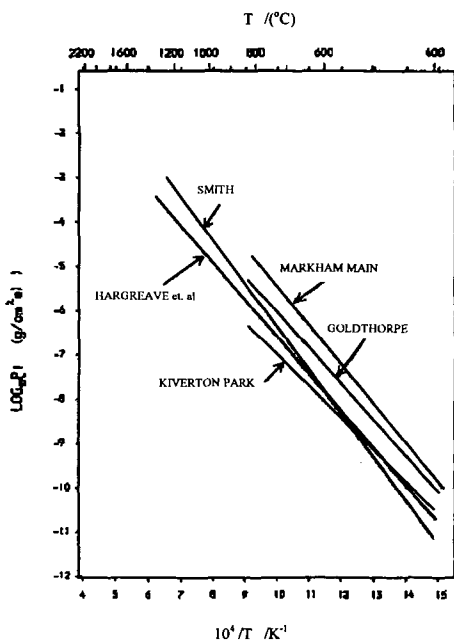 T /(°C)
2200 1600 1200 1000 800 600 400
-1
-2
-3
SMITH
-4
-5
MARKHAM MAIN
HARGREAVE et. al
-6
GOLDTHORPE
-7
KIVERTON PARK
-8
-9
-10
-11
-12
(g/cm²s)
4 5 6 7 8 9 10 11 12 13 14 15
10⁴/T /K⁻¹